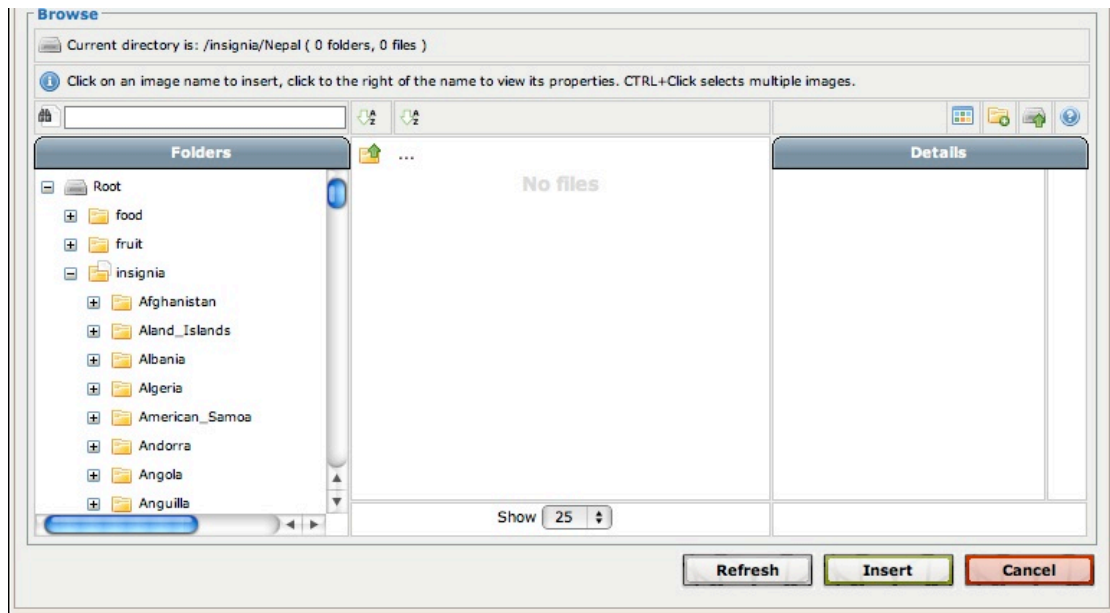 Browse
Current directory is: /insignia/Nepal ( 0 folders, 0 files )
Click on an image name to insert, click to the right of the name to view its properties. CTRL+Click selects multiple images.
Folders
...
Details
Root
No files
food
fruit
insignia
Afghanistan
Aland_Islands
Albania
Algeria
American_Samoa
Andorra
Angola
Anguilla
Show 25
Refresh Insert Cancel